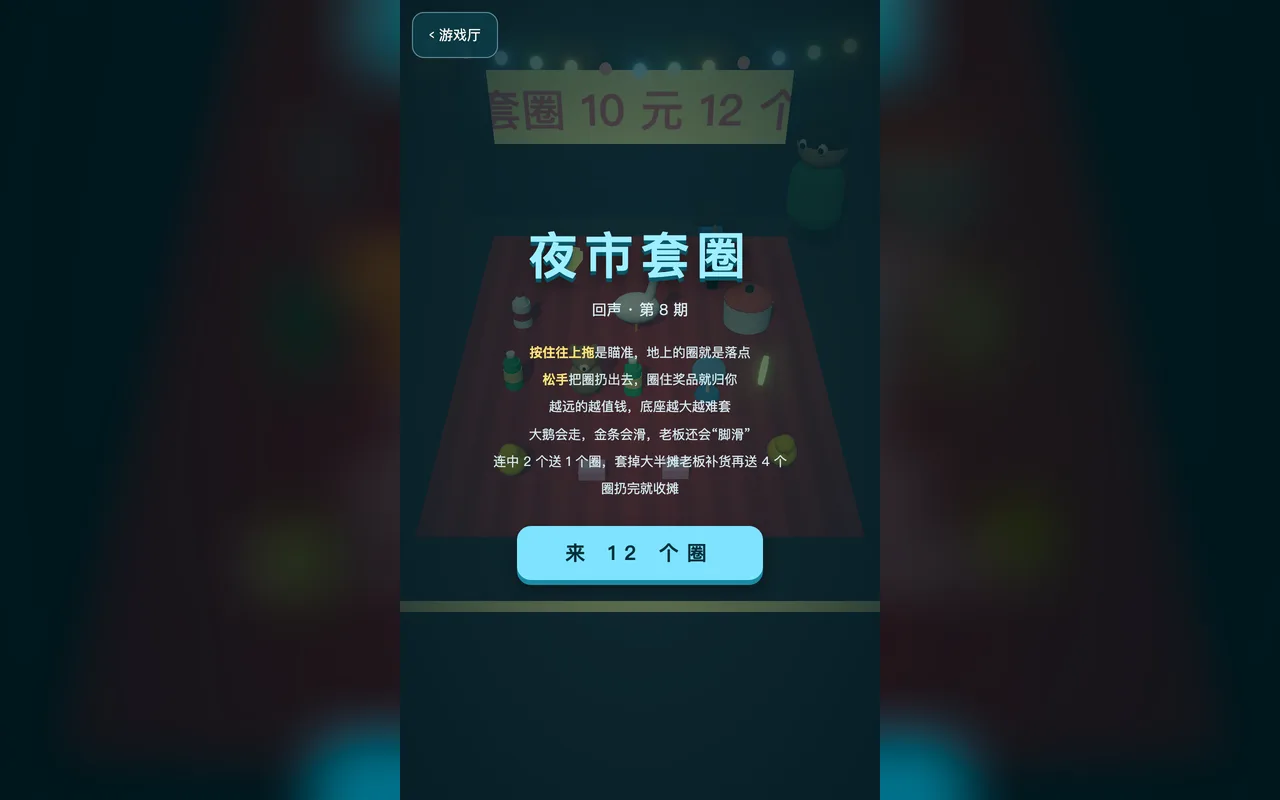 < 游戏厅
套圈 10 元 12 个
夜市套圈
回声 · 第 8 期
按住往上拖是瞄准，地上的圈就是落点
松手把圈扔出去，圈住奖品就归你
越远的越值钱，底座越大越难套
大鹅会走，金条会滑，老板还会“脚滑”
连中 2 个送 1 个圈，套掉大半摊老板补货再送 4 个
圈扔完就收摊
来 12 个圈